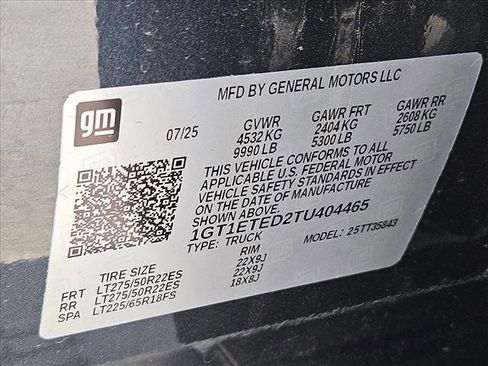 MFD BY GENERAL MOTORS LLC
gm
07/25
GVWR
4532 KG
9990 LB
GAWR FRT
2404 KG
5300 LB
GAWR RR
2608 KG
5750 LB
THIS VEHICLE CONFORMS TO ALL
APPLICABLE U.S. FEDERAL MOTOR
VEHICLE SAFETY STANDARDS IN EFFECT
ON THE DATE OF MANUFACTURE
SHOWN ABOVE.
1GT1ETED2TU404465
TYPE: TRUCK
MODEL: 25TT35843
TIRE SIZE RIM
FRT LT275/50R22ES 22X9J
RR LT275/50R22ES 22X9J
SPA LT225/65R18FS 18X8J